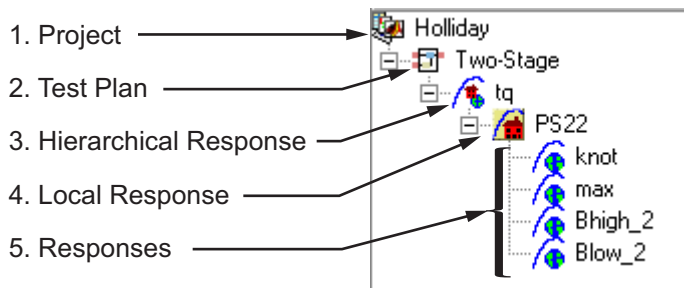 1. Project
Holliday
2. Test Plan
Two-Stage
3. Hierarchical Response
tq
4. Local Response
PS22
5. Responses
knot
max
Bhigh_2
Blow_2